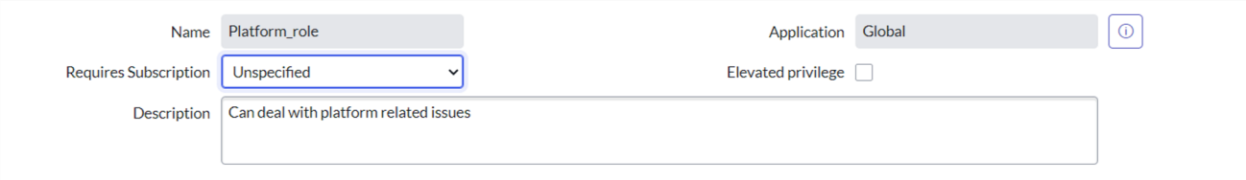 Name Platform_role Application Global
Requires Subscription Unspecified Elevated privilege
Description Can deal with platform related issues